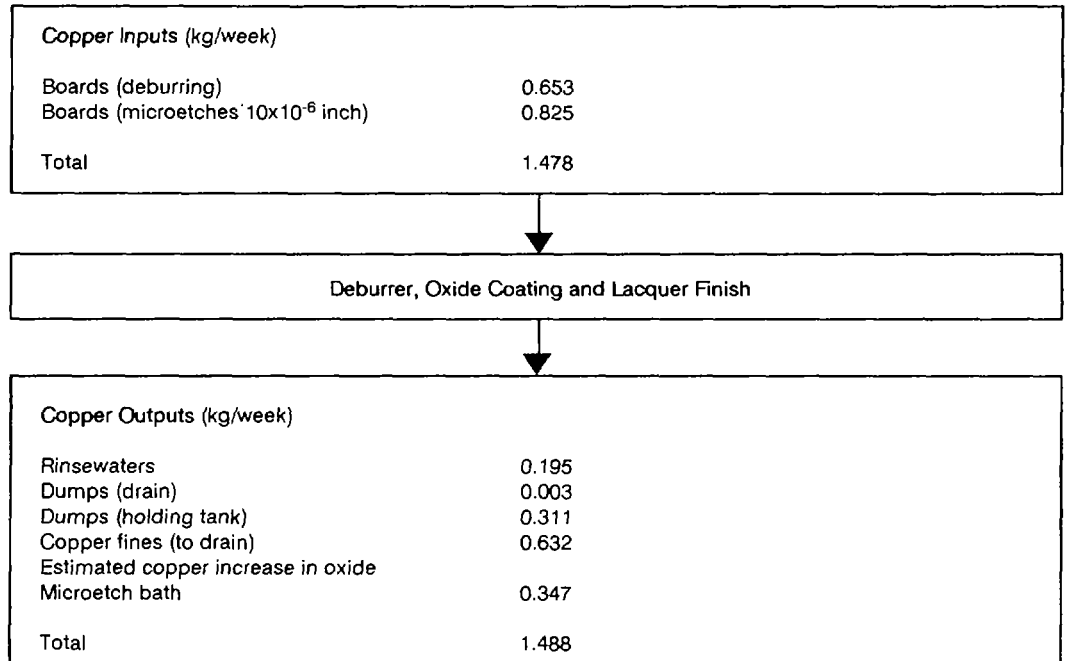 Copper Inputs (kg/week)
Boards (deburring) 0.653
Boards (microetches 10x10⁻⁶ inch) 0.825
Total 1.478
Deburrer, Oxide Coating and Lacquer Finish
Copper Outputs (kg/week)
Rinsewaters 0.195
Dumps (drain) 0.003
Dumps (holding tank) 0.311
Copper fines (to drain) 0.632
Estimated copper increase in oxide
Microetch bath 0.347
Total 1.488